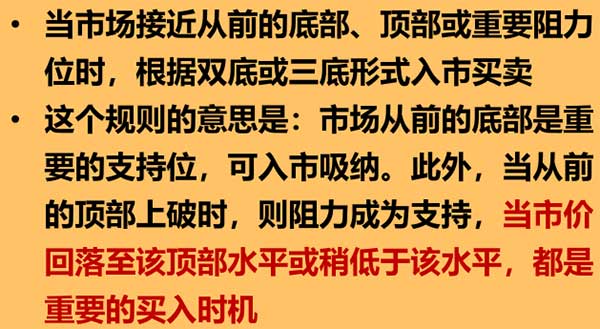 • 当市场接近从前的底部、顶部或重要阻力
位时，根据双底或三底形式入市买卖
• 这个规则的意思是：市场从前的底部是重
要的支持位，可入市吸纳。此外，当从前
的顶部上破时，则阻力成为支持，当市价
回落至该顶部水平或稍低于该水平，都是
重要的买入时机